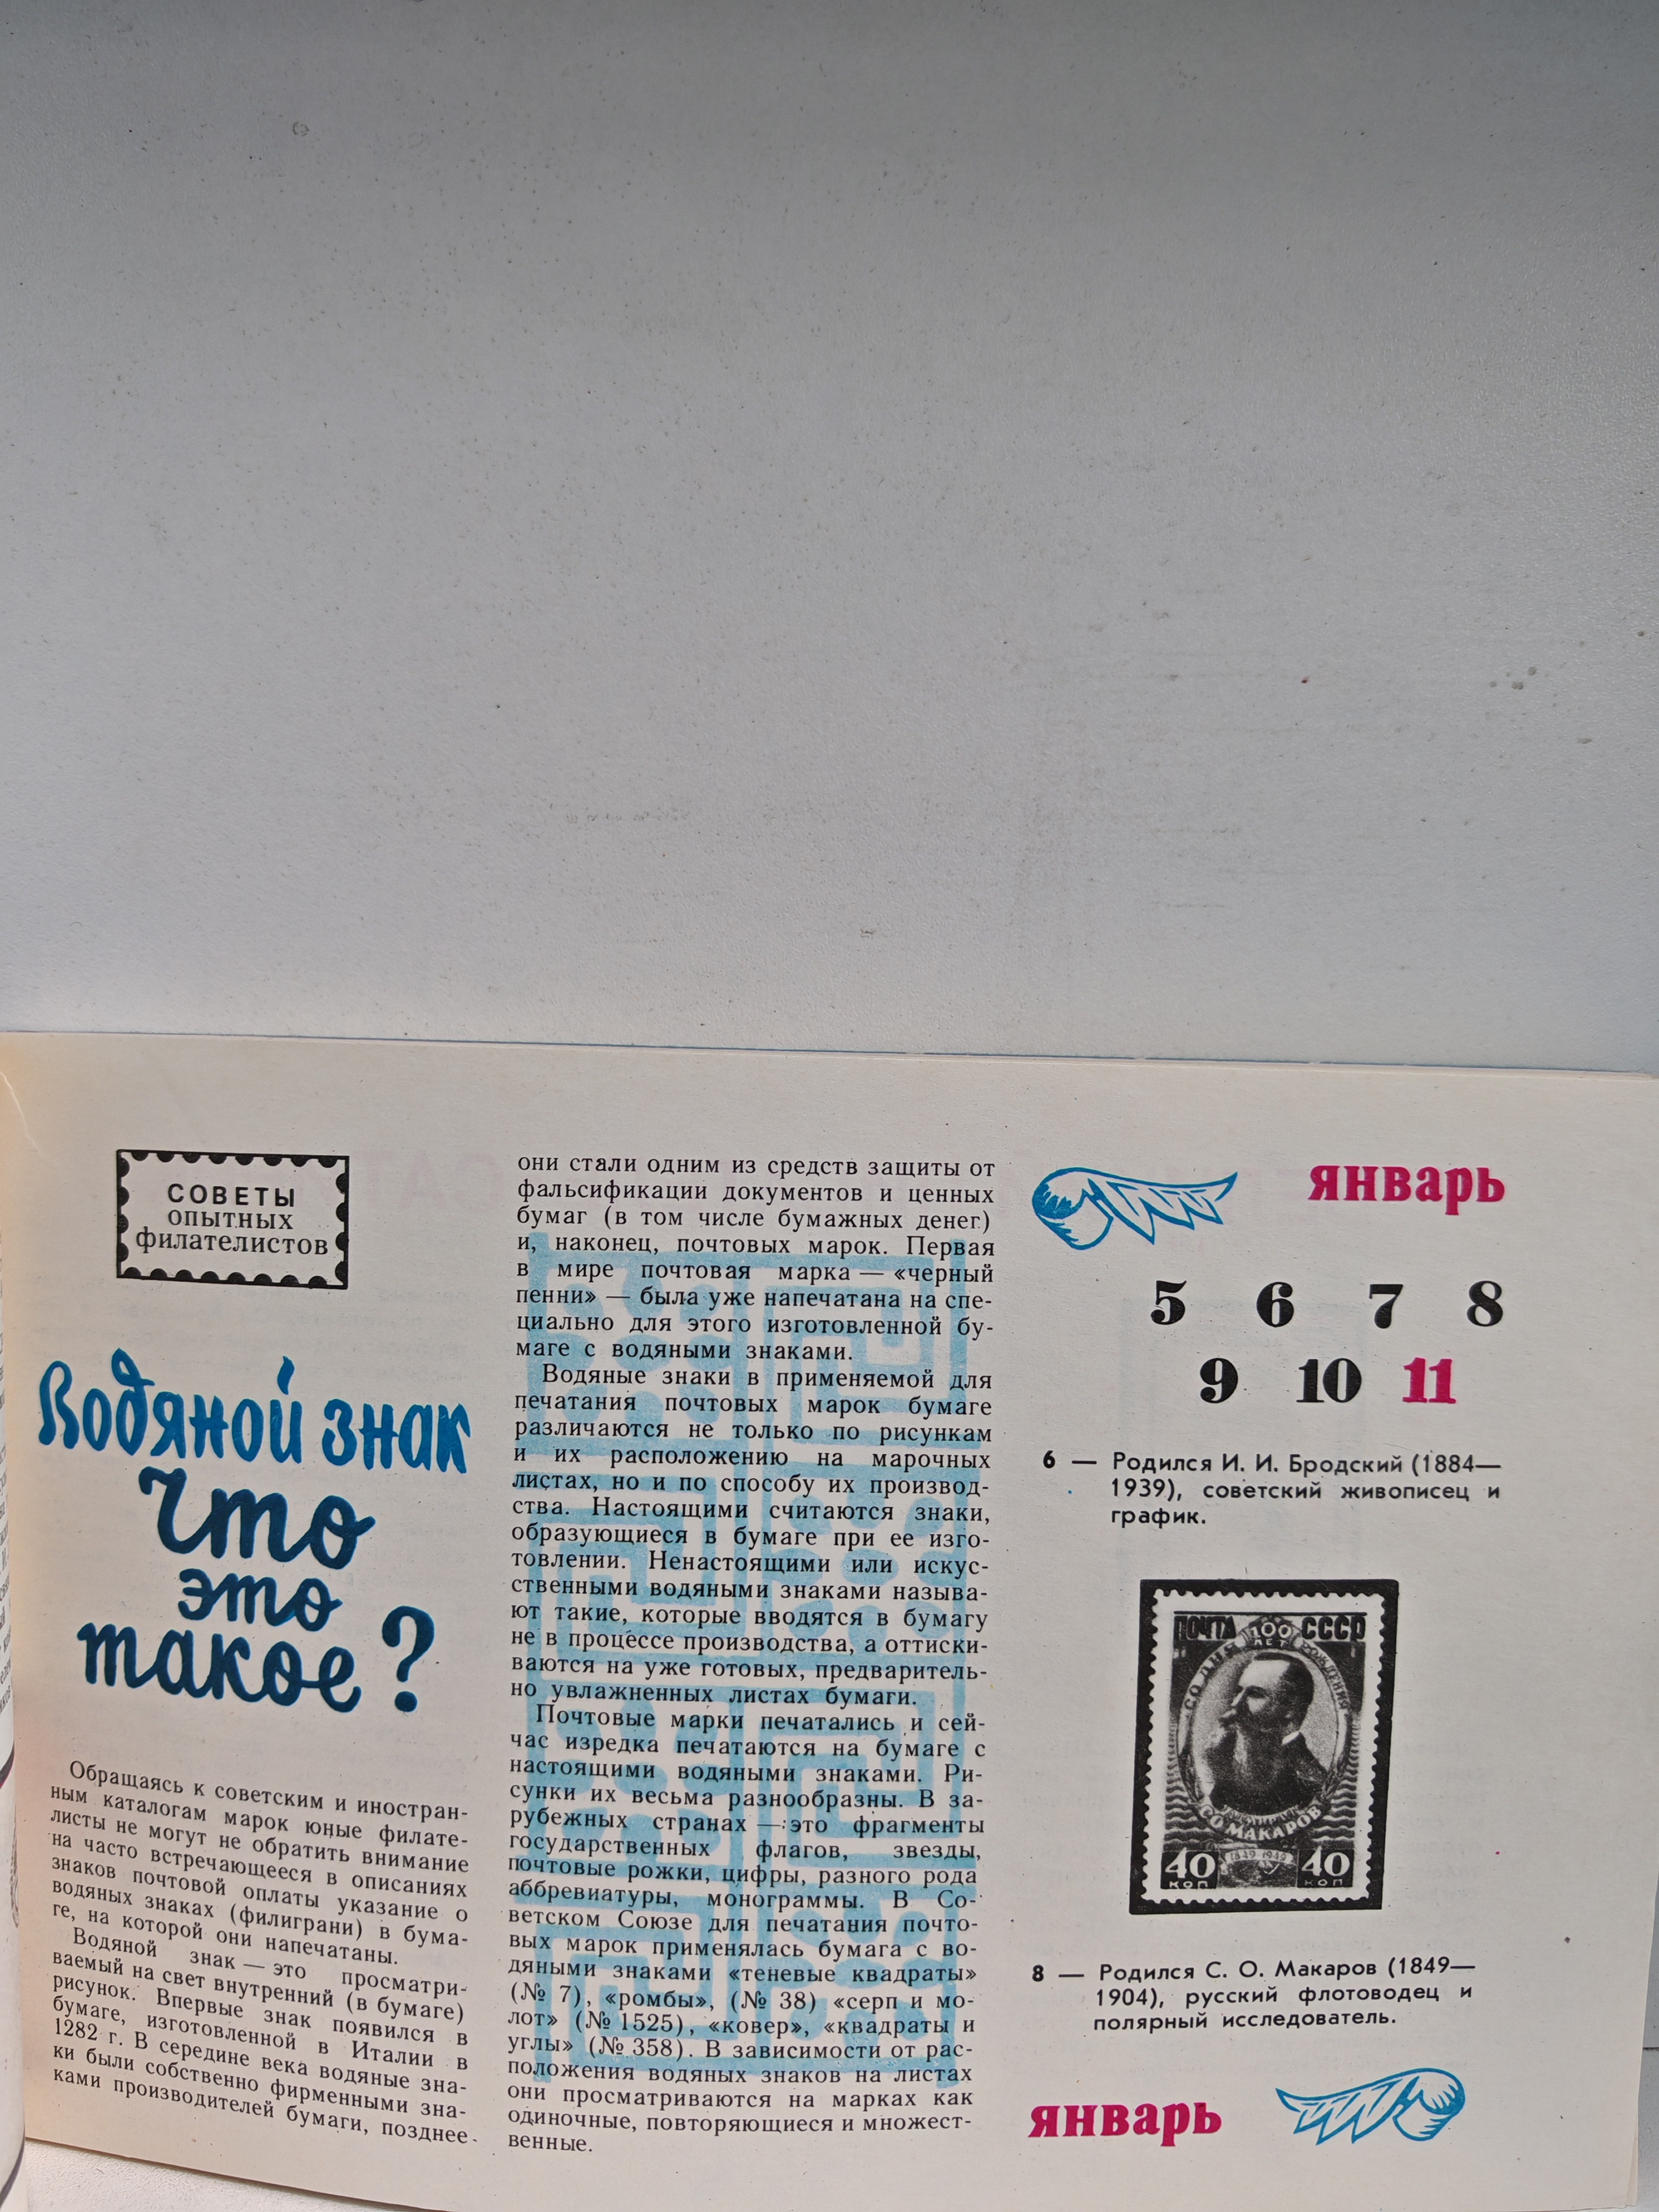 СОВЕТЫ
ОПЫТНЫХ
филателистов
Водяной знак
Что
это
такое?
Обращаясь к советским и иностран-
ным каталогам марок юные филате-
листы не могут не обратить внимание
на часто встречающееся в описаниях
знаков почтовой оплаты указание о
водяных знаках (филиграни) в бума-
ге, на которой они напечатаны.
Водяной знак — это просматри-
ваемый на свет внутренний (в бумаге)
рисунок. Впервые знак появился в
бумаге, изготовленной в Италии в
1282 г. В середине века водяные зна-
ки были собственно фирменными зна-
ками производителей бумаги, позднее
они стали одним из средств защиты от
фальсификации документов и ценных
бумаг (в том числе бумажных денег)
и, наконец, почтовых марок. Первая
в мире почтовая марка — «черный
пенни» — была уже напечатана на спе-
циально для этого изготовленной бу-
маге с водяными знаками.
Водяные знаки в применяемой для
печатания почтовых марок бумаге
различаются не только по рисункам
и их расположению на марочных
листах, но и по способу их производ-
ства. Настоящими считаются знаки,
образующиеся в бумаге при ее изго-
товлении. Ненастоящими или искус-
ственными водяными знаками называ-
ют такие, которые вводятся в бумагу
не в процессе производства, а оттиски-
ваются на уже готовых, предваритель-
но увлажненных листах бумаги.
Почтовые марки печатались и сей-
час изредка печатаются на бумаге с
настоящими водяными знаками. Ри-
сунки их весьма разнообразны. В за-
рубежных странах — это фрагменты
государственных флагов, звезды,
почтовые рожки, цифры, разного рода
аббревиатуры, монограммы. В Со-
ветском Союзе для печатания почто-
вых марок применялась бумага с во-
дяными знаками «теневые квадраты»
(№ 7), «ромбы», (№ 38) «серп и мо-
лот» (№ 1525), «ковер», «квадраты и
углы» (№ 358). В зависимости от рас-
положения водяных знаков на листах
они просматриваются на марках как
одиночные, повторяющиеся и множест-
венные.
январь
5 6 7 8
9 10 11
6 — Родился И. И. Бродский (1884—
1939), советский живописец и
график.
ПОЧТА 100 СССР
ЛЕТ
СО ДНЯ РОЖДЕНИЯ
С.О.МАКАРОВ
1849 1949
40 40
КОП КОП
8 — Родился С. О. Макаров (1849—
1904), русский флотоводец и
полярный исследователь.
январь